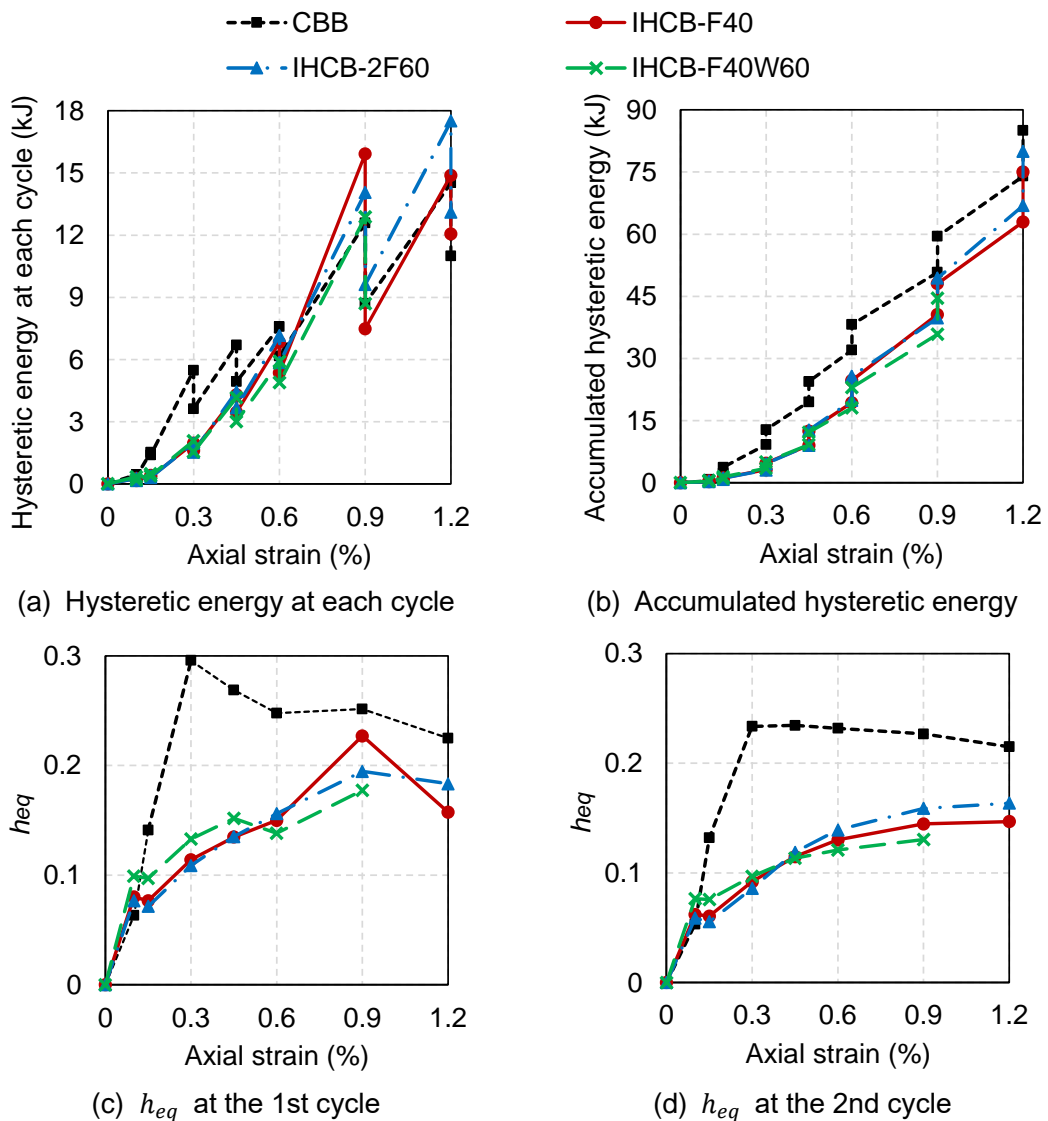 CBB
IHCB-F40
IHCB-2F60
IHCB-F40W60
Hysteretic energy at each cycle (kJ)
18
15
12
9
6
3
0
0 0.3 0.6 0.9 1.2
Axial strain (%)
(a) Hysteretic energy at each cycle
Accumulated hysteretic energy (kJ)
90
75
60
45
30
15
0
0 0.3 0.6 0.9 1.2
Axial strain (%)
(b) Accumulated hysteretic energy
heq
0.3
0.2
0.1
0
0 0.3 0.6 0.9 1.2
Axial strain (%)
(c) heq at the 1st cycle
heq
0.3
0.2
0.1
0
0 0.3 0.6 0.9 1.2
Axial strain (%)
(d) heq at the 2nd cycle